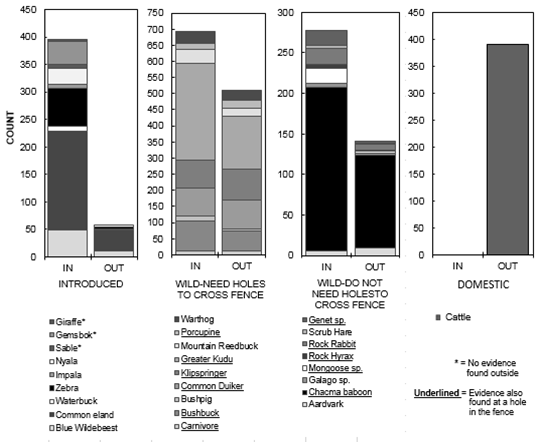 450
400
350
300
250
200
150
100
50
0
COUNT
IN OUT
INTRODUCED
750
700
650
600
550
500
450
400
350
300
250
200
150
100
50
0
IN OUT
WILD-NEED HOLES
TO CROSS FENCE
300
250
200
150
100
50
0
IN OUT
WILD-DO NOT
NEED HOLESTO
CROSS FENCE
450
400
350
300
250
200
150
100
50
0
IN OUT
DOMESTIC
Giraffe*
Gemsbok*
Sable*
Nyala
Impala
Zebra
Waterbuck
Common eland
Blue Wildebeest
Warthog
Porcupine
Mountain Reedbuck
Greater Kudu
Klipspringer
Common Duiker
Bushpig
Bushbuck
Carnivore
Genet sp.
Scrub Hare
Rock Rabbit
Rock Hyrax
Mongoose sp.
Galago sp.
Chacma baboon
Aardvark
Cattle
* = No evidence
found outside
Underlined = Evidence also
found at a hole
in the fence